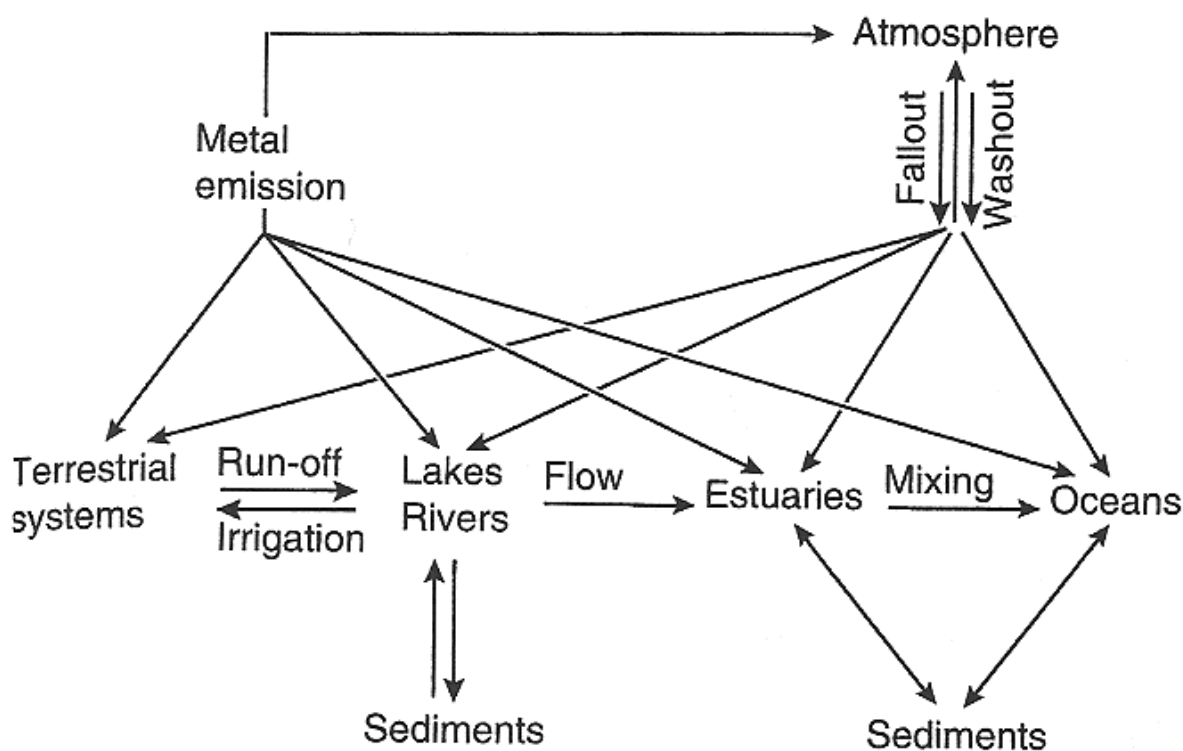 Atmosphere
Metal
emission
Fallout
Washout
Terrestrial
systems
Run-off
Irrigation
Lakes
Rivers
Flow
Estuaries
Mixing
Oceans
Sediments
Sediments